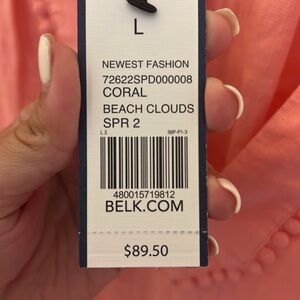 L
NEWEST FASHION
72622SPD000008
CORAL
BEACH CLOUDS
SPR 2
L3 IMP-P1-3
480015719812
BELK.COM
$89.50